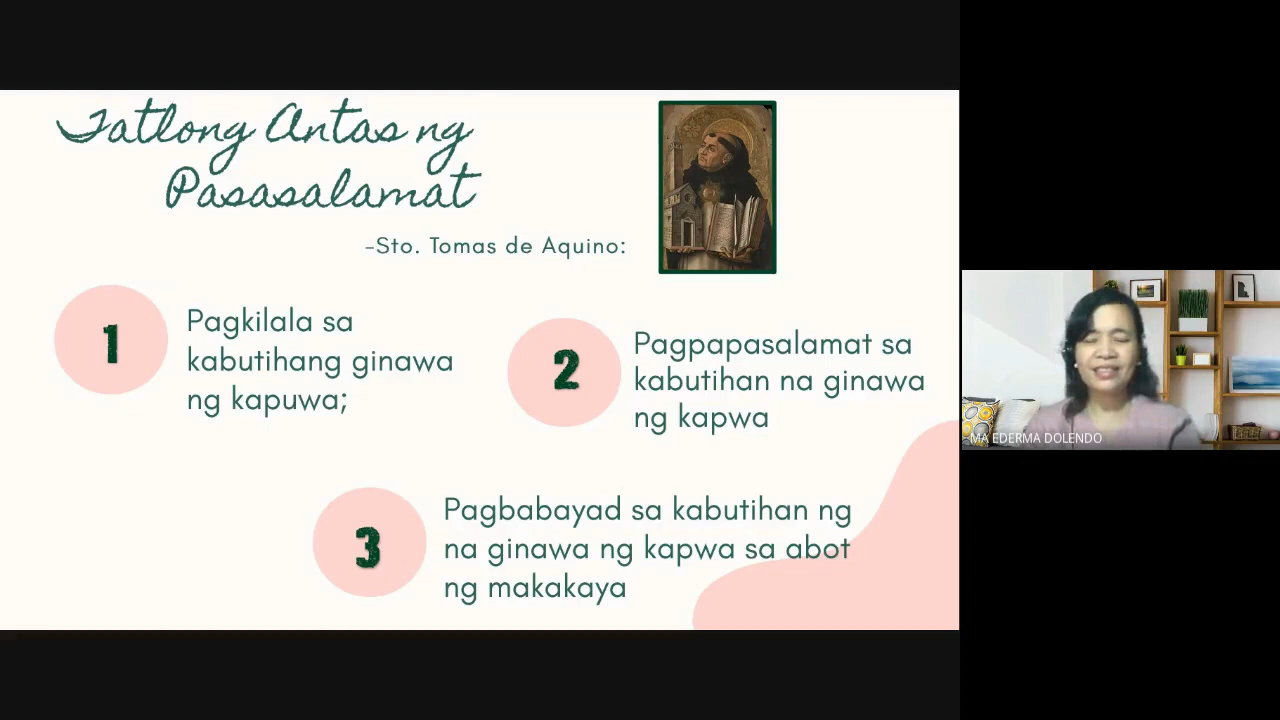 Tatlong Antas ng
Pasasalamat
-Sto. Tomas de Aquino:
1
Pagkilala sa
kabutihang ginawa
ng kapuwa;
2
Pagpapasalamat sa
kabutihan na ginawa
ng kapwa
3
Pagbabayad sa kabutihan ng
na ginawa ng kapwa sa abot
ng makakaya
MA EDERMA DOLENDO